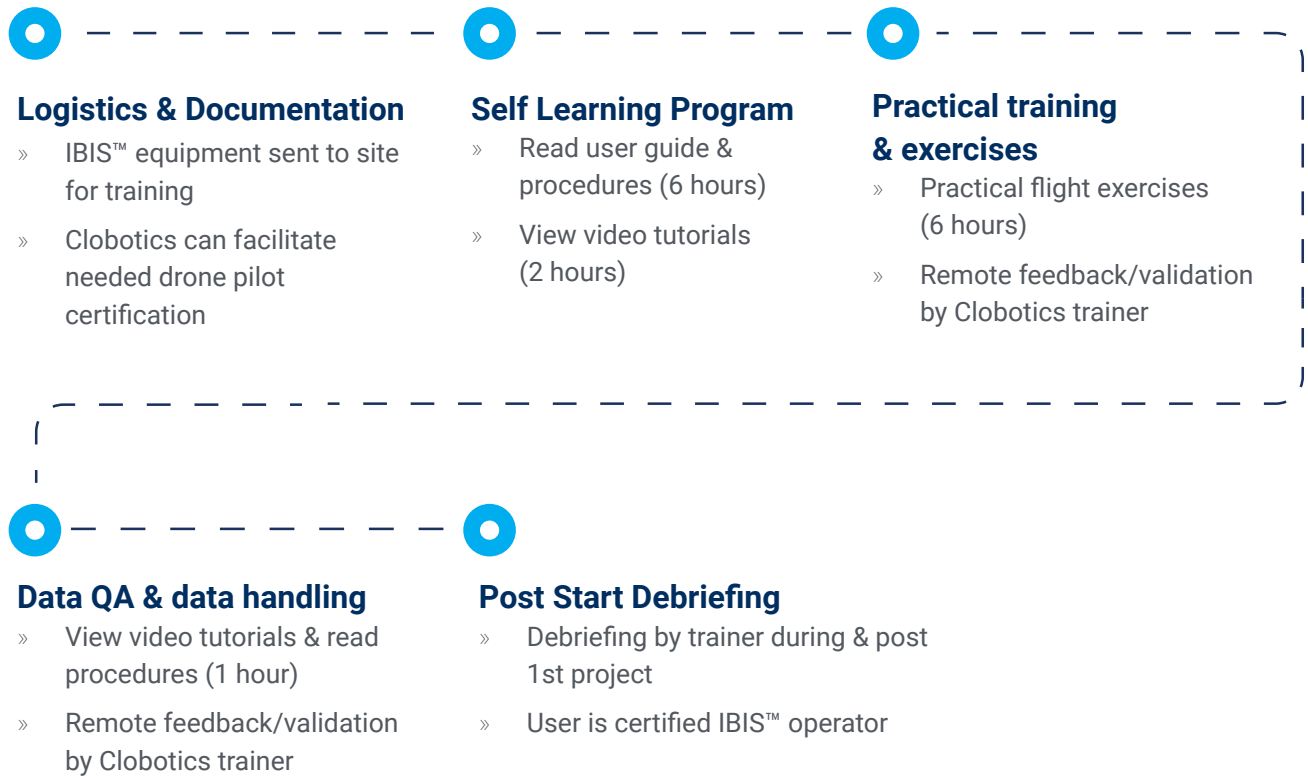 Logistics & Documentation
» IBIS™ equipment sent to site
for training
» Clobotics can facilitate
needed drone pilot
certification
Self Learning Program
» Read user guide &
procedures (6 hours)
» View video tutorials
(2 hours)
Practical training
& exercises
» Practical flight exercises
(6 hours)
» Remote feedback/validation
by Clobotics trainer
Data QA & data handling
» View video tutorials & read
procedures (1 hour)
» Remote feedback/validation
by Clobotics trainer
Post Start Debriefing
» Debriefing by trainer during & post
1st project
» User is certified IBIS™ operator